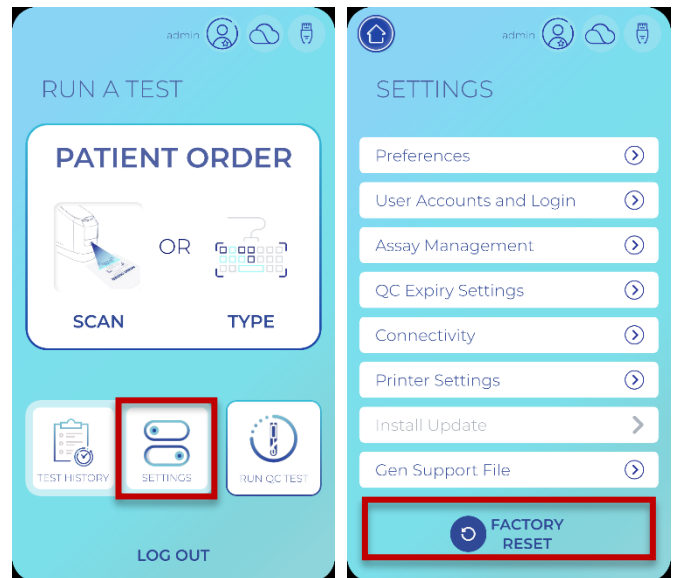 admin
RUN A TEST
PATIENT ORDER
OR
SCAN
TYPE
TEST HISTORY
SETTINGS
RUN QC TEST
LOG OUT
admin
SETTINGS
Preferences
User Accounts and Login
Assay Management
QC Expiry Settings
Connectivity
Printer Settings
Install Update
Gen Support File
FACTORY
RESET